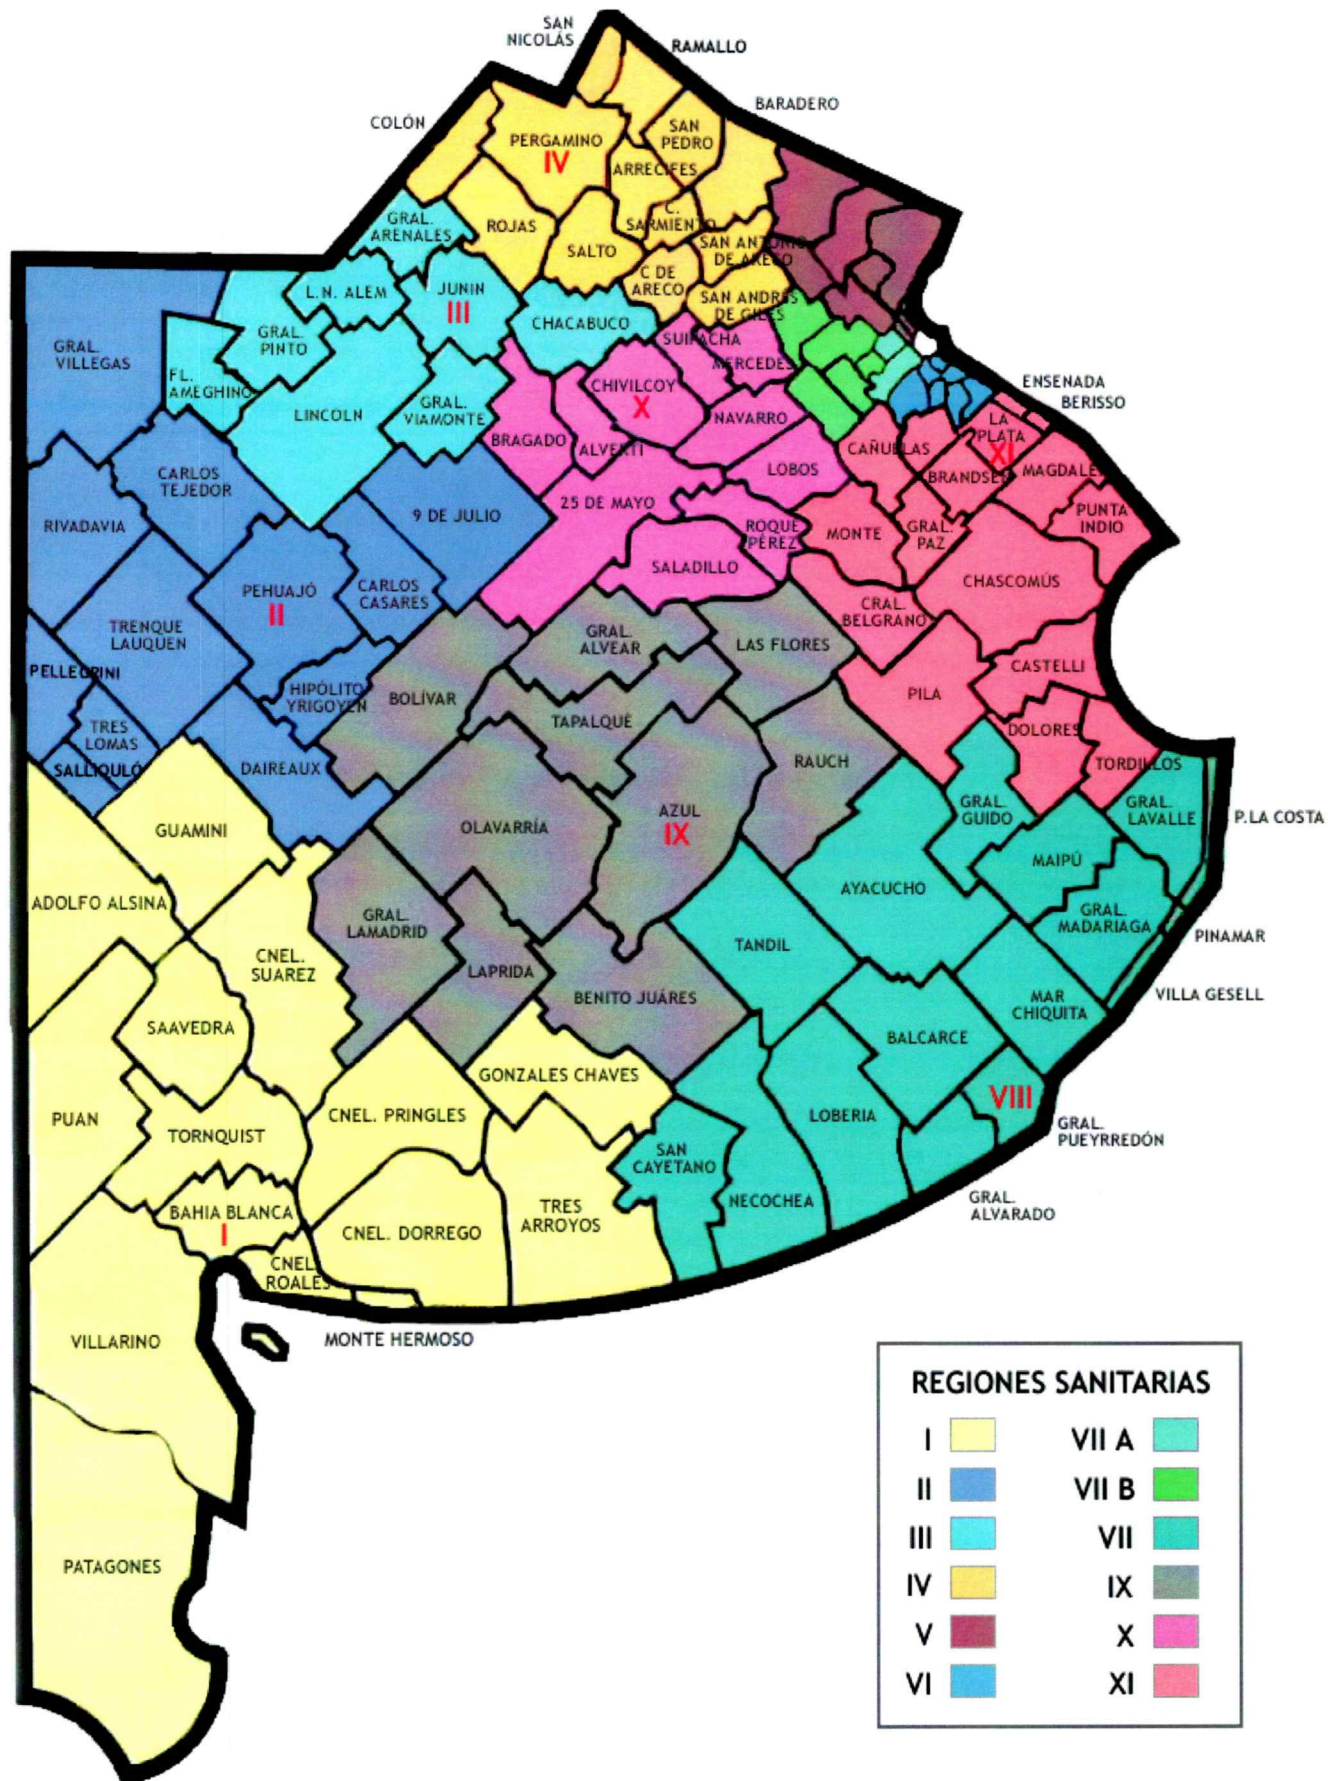 SAN
NICOLÁS
RAMALLO
BARADERO
COLÓN
PERGAMINO
IV
SAN
PEDRO
ARRECIFES
GRAL.
ARENALES
ROJAS
SALTO
C.
SARMIENTO
SAN ANTONIO
DE ARECO
C DE
ARECO
SAN ANDRES
DE GILES
L.N. ALEM
JUNIN
III
CHACABUCO
GRAL.
PINTO
GRAL.
VILLEGAS
FL.
AMEGHINO
LINCOLN
GRAL.
VIAMONTE
SUIPACHA
MERCEDES
CHIVILCOY
X
NAVARRO
BRAGADO
ALVERTI
LOBOS
25 DE MAYO
ROQUE
PÉREZ
SALADILLO
ENSENADA
BERISSO
LA
PLATA
XI
CAÑUELAS
BRANDSEN
MAGDALE
PUNTA
INDIO
MONTE
GRAL.
PAZ
CHASCOMÚS
CRAL.
BELGRANO
CASTELLI
PILA
DOLORES
TORDILLOS
CARLOS
TEJEDOR
RIVADAVIA
9 DE JULIO
PEHUAJÓ
II
CARLOS
CASARES
TRENQUE
LAUQUEN
PELLEGRINI
HIPÓLITO
YRIGOYEN
TRES
LOMAS
SALLIQULÓ
DAIREAUX
GRAL.
ALVEAR
LAS FLORES
BOLÍVAR
TAPALQUÈ
RAUCH
OLAVARRÍA
AZUL
IX
GRAL.
LAMADRID
LAPRIDA
BENITO JUÁRES
GRAL.
GUIDO
GRAL.
LAVALLE
P.LA COSTA
MAIPÚ
AYACUCHO
GRAL.
MADARIAGA
PINAMAR
TANDIL
MAR
CHIQUITA
VILLA GESELL
BALCARCE
LOBERIA
VIII
GRAL.
PUEYRREDÓN
SAN
CAYETANO
NECOCHEA
GRAL.
ALVARADO
GUAMINI
ADOLFO ALSINA
CNEL.
SUAREZ
SAAVEDRA
PUAN
TORNQUIST
CNEL. PRINGLES
GONZALES CHAVES
BAHIA BLANCA
I
CNEL. DORREGO
TRES
ARROYOS
CNEL.
ROALES
MONTE HERMOSO
VILLARINO
PATAGONES
REGIONES SANITARIAS
I
II
III
IV
V
VI
VII A
VII B
VII
IX
X
XI